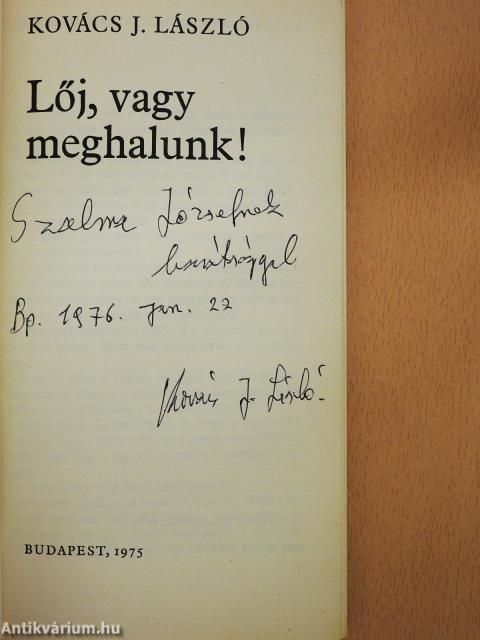 KOVÁCS J. LÁSZLÓ
Lőj, vagy
meghalunk!
Szalma Józsefnek
barátsággal
Bp. 1976. jan. 22
Kovács J. László.
BUDAPEST, 1975
Antikvárium.hu